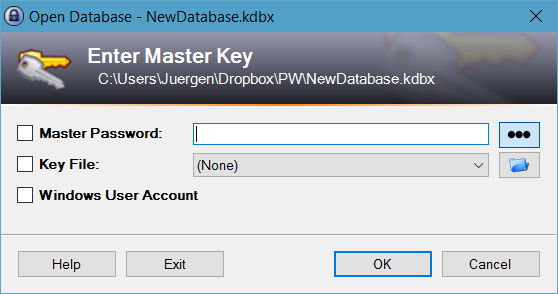 Open Database - NewDatabase.kdbx
Enter Master Key
C:\Users\Juergen\Dropbox\PW\NewDatabase.kdbx
Master Password:
Key File: (None)
Windows User Account
Help Exit OK Cancel